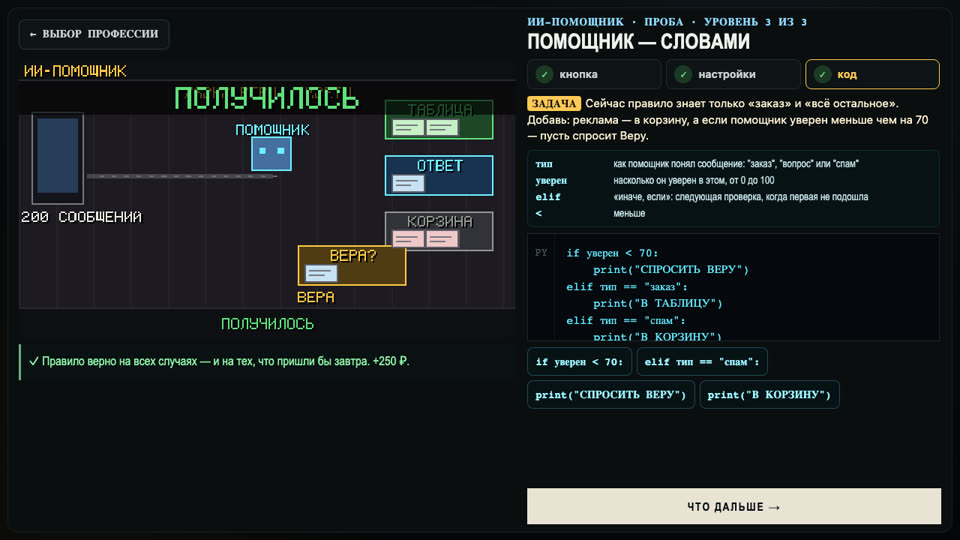 ← ВЫБОР ПРОФЕССИИ
ИИ-ПОМОЩНИК
ПОЛУЧИЛОСЬ
ТАБЛИЦА
ПОМОЩНИК
ОТВЕТ
200 СООБЩЕНИЙ
КОРЗИНА
ВЕРА?
ВЕРА
ПОЛУЧИЛОСЬ
✓ Правило верно на всех случаях — и на тех, что пришли бы завтра. +250 ₽.
ИИ-ПОМОЩНИК · ПРОБА · УРОВЕНЬ 3 ИЗ 3
ПОМОЩНИК — СЛОВАМИ
✓ кнопка
✓ настройки
✓ код
ЗАДАЧА Сейчас правило знает только «заказ» и «всё остальное».
Добавь: реклама — в корзину, а если помощник уверен меньше чем на 70
— пусть спросит Веру.
тип как помощник понял сообщение: "заказ", "вопрос" или "спам"
уверен насколько он уверен в этом, от 0 до 100
elif «иначе, если»: следующая проверка, когда первая не подошла
< меньше
PY if уверен < 70:
print("СПРОСИТЬ ВЕРУ")
elif тип == "заказ":
print("В ТАБЛИЦУ")
elif тип == "спам":
print("В КОРЗИНУ")
if уверен < 70:
elif тип == "спам":
print("СПРОСИТЬ ВЕРУ")
print("В КОРЗИНУ")
ЧТО ДАЛЬШЕ →